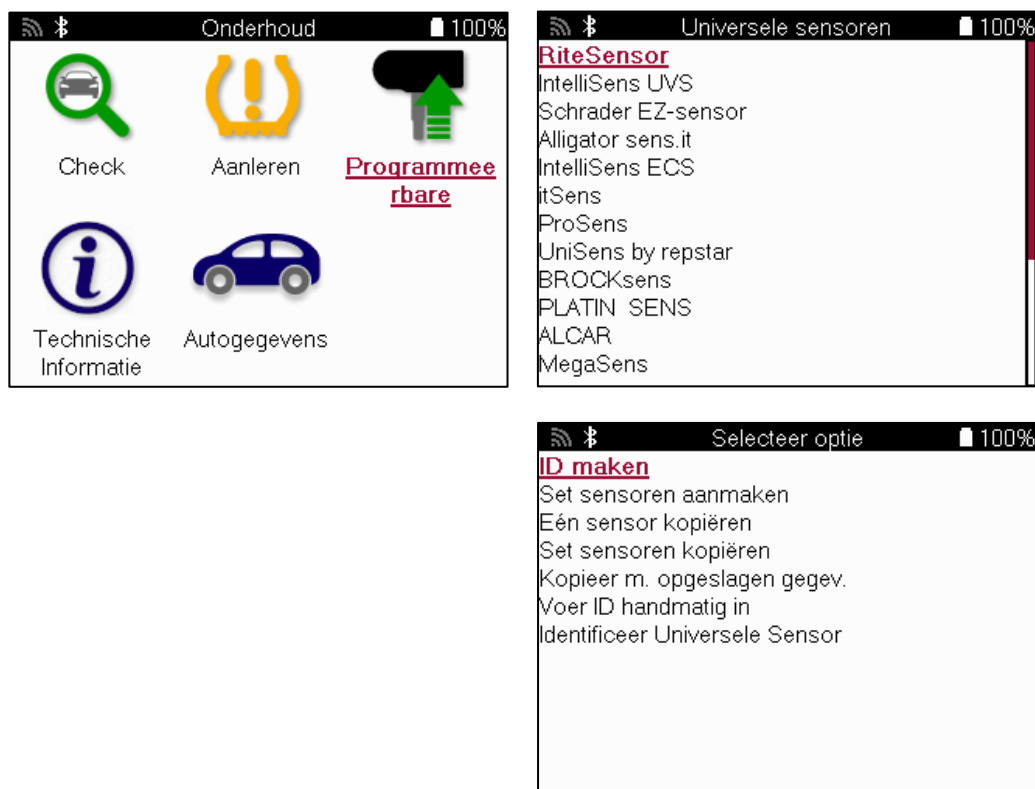 Onderhoud 100%
Check
Aanleren
Programmee
rbare
Technische
Informatie
Autogegevens
Universele sensoren 100%
RiteSensor
IntelliSens UVS
Schrader EZ-sensor
Alligator sens.it
IntelliSens ECS
itSens
ProSens
UniSens by repstar
BROCKsens
PLATIN SENS
ALCAR
MegaSens
Selecteer optie 100%
ID maken
Set sensoren aanmaken
Eén sensor kopiëren
Set sensoren kopiëren
Kopieer m. opgeslagen gegev.
Voer ID handmatig in
Identificeer Universele Sensor